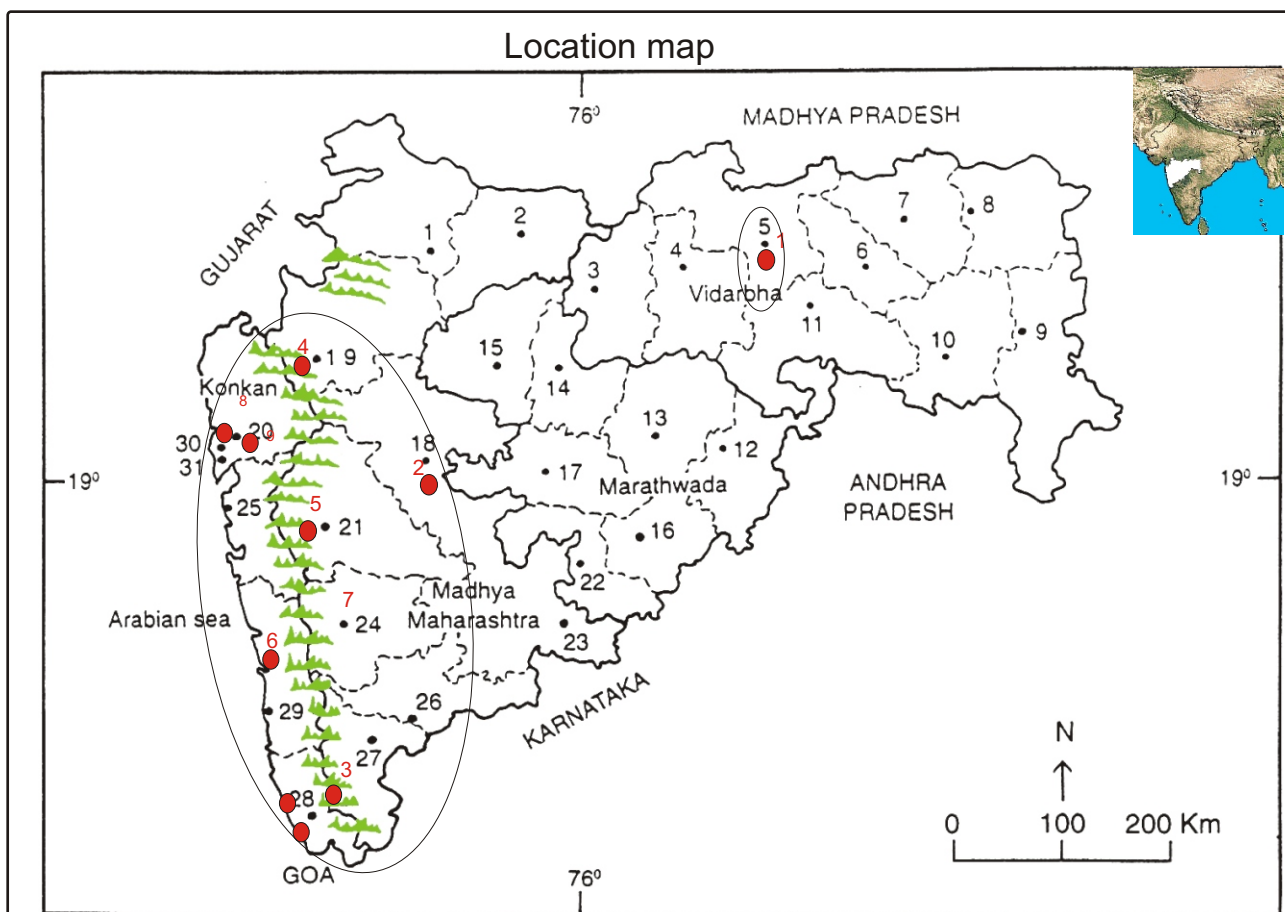 Location map
76⁰
MADHYA PRADESH
GUJARAT
1
2
3
4
5
1
6
7
8
Vidarbha
11
10
9
4
19
15
14
Konkan
8
20
9
30
31
18
2
13
12
17
Marathwada
19⁰
19⁰
ANDHRA
PRADESH
25
5
21
16
22
Madhya
Maharashtra
7
24
23
Arabian sea
6
29
26
KARNATAKA
27
3
28
N
0 100 200 Km
GOA
76⁰